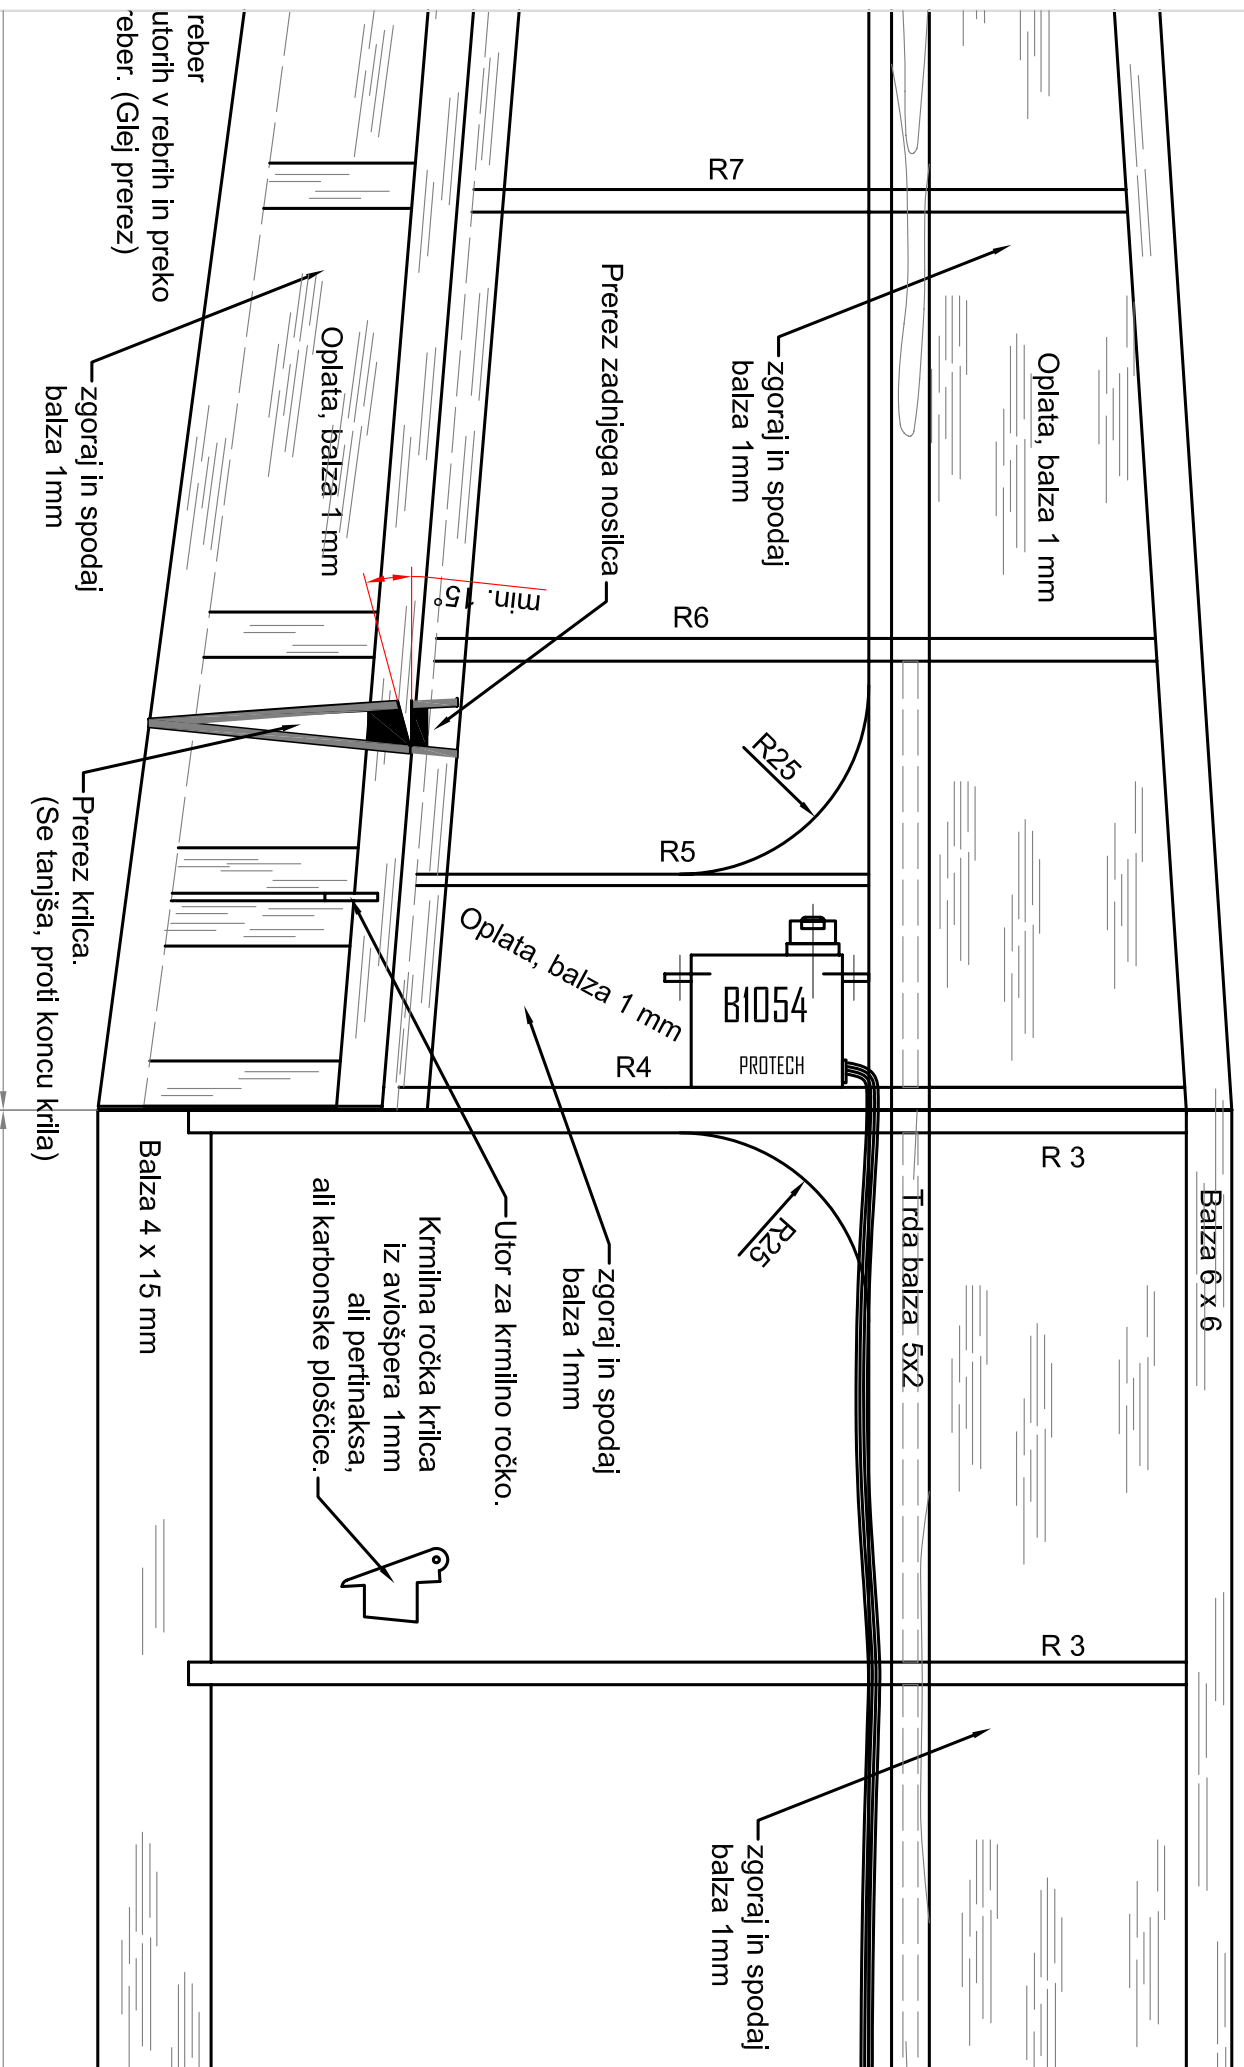 reber
utorih v rebrih in preko
reber. (Glej prerez)
zgoraj in spodaj
balza 1mm
Oplata, balza 1 mm
Prerez zadnjega nosilca
min. 15°
R7
zgoraj in spodaj
balza 1mm
Oplata, balza 1 mm
R6
R25
R5
Oplata, balza 1 mm
B1054
PROTECH
R4
Prerez krilca.
(Se tanjša, proti koncu krila)
Balza 4 x 15 mm
R 3
Balza 6 x 6
Trda balza 5x2
R25
zgoraj in spodaj
balza 1mm
Utor za krmilno ročko.
Krmilna ročka krilca
iz aviošpera 1mm
ali pertinaksa,
ali karbonske ploščice.
R 3
zgoraj in spodaj
balza 1mm